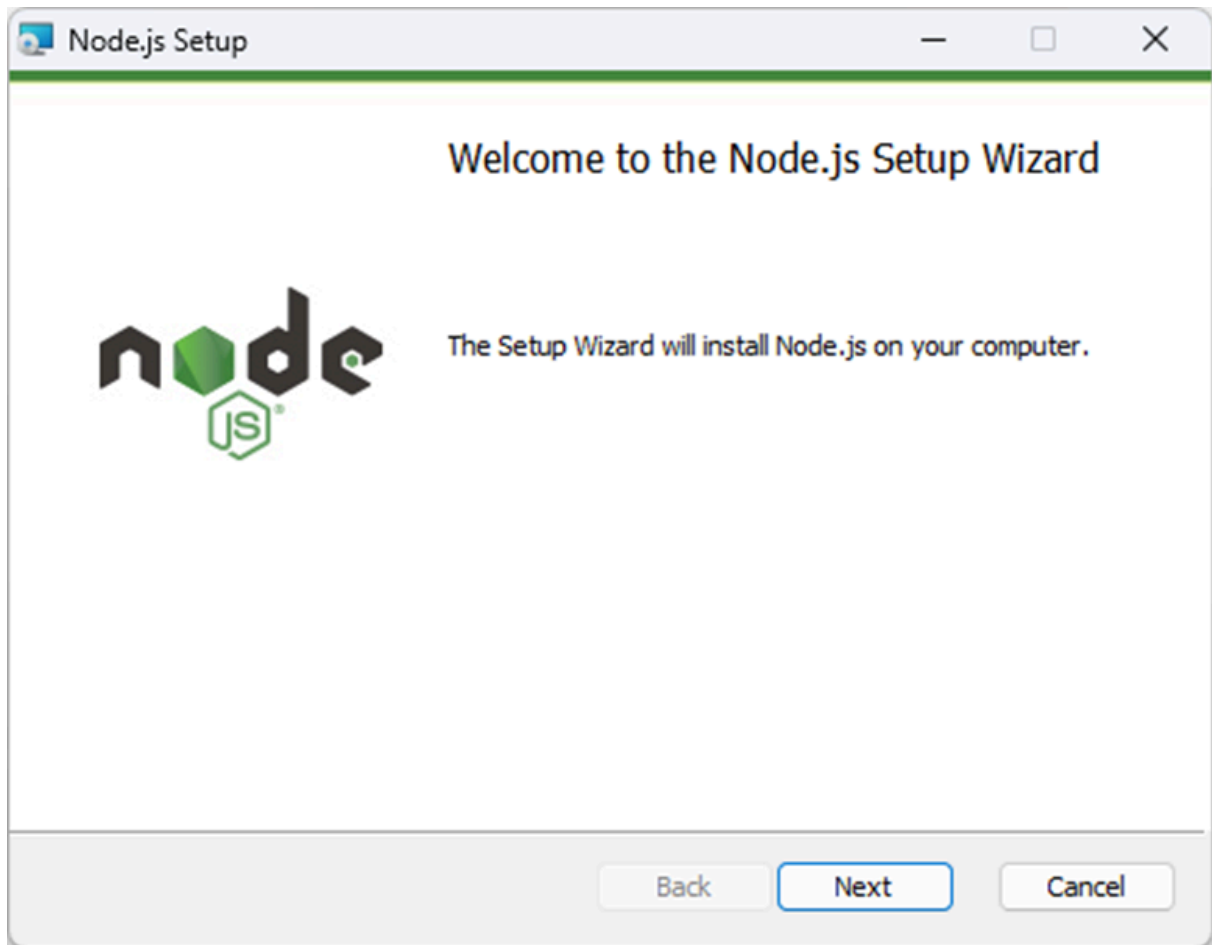 Node.js Setup
Welcome to the Node.js Setup Wizard
The Setup Wizard will install Node.js on your computer.
node
JS®
Back Next Cancel